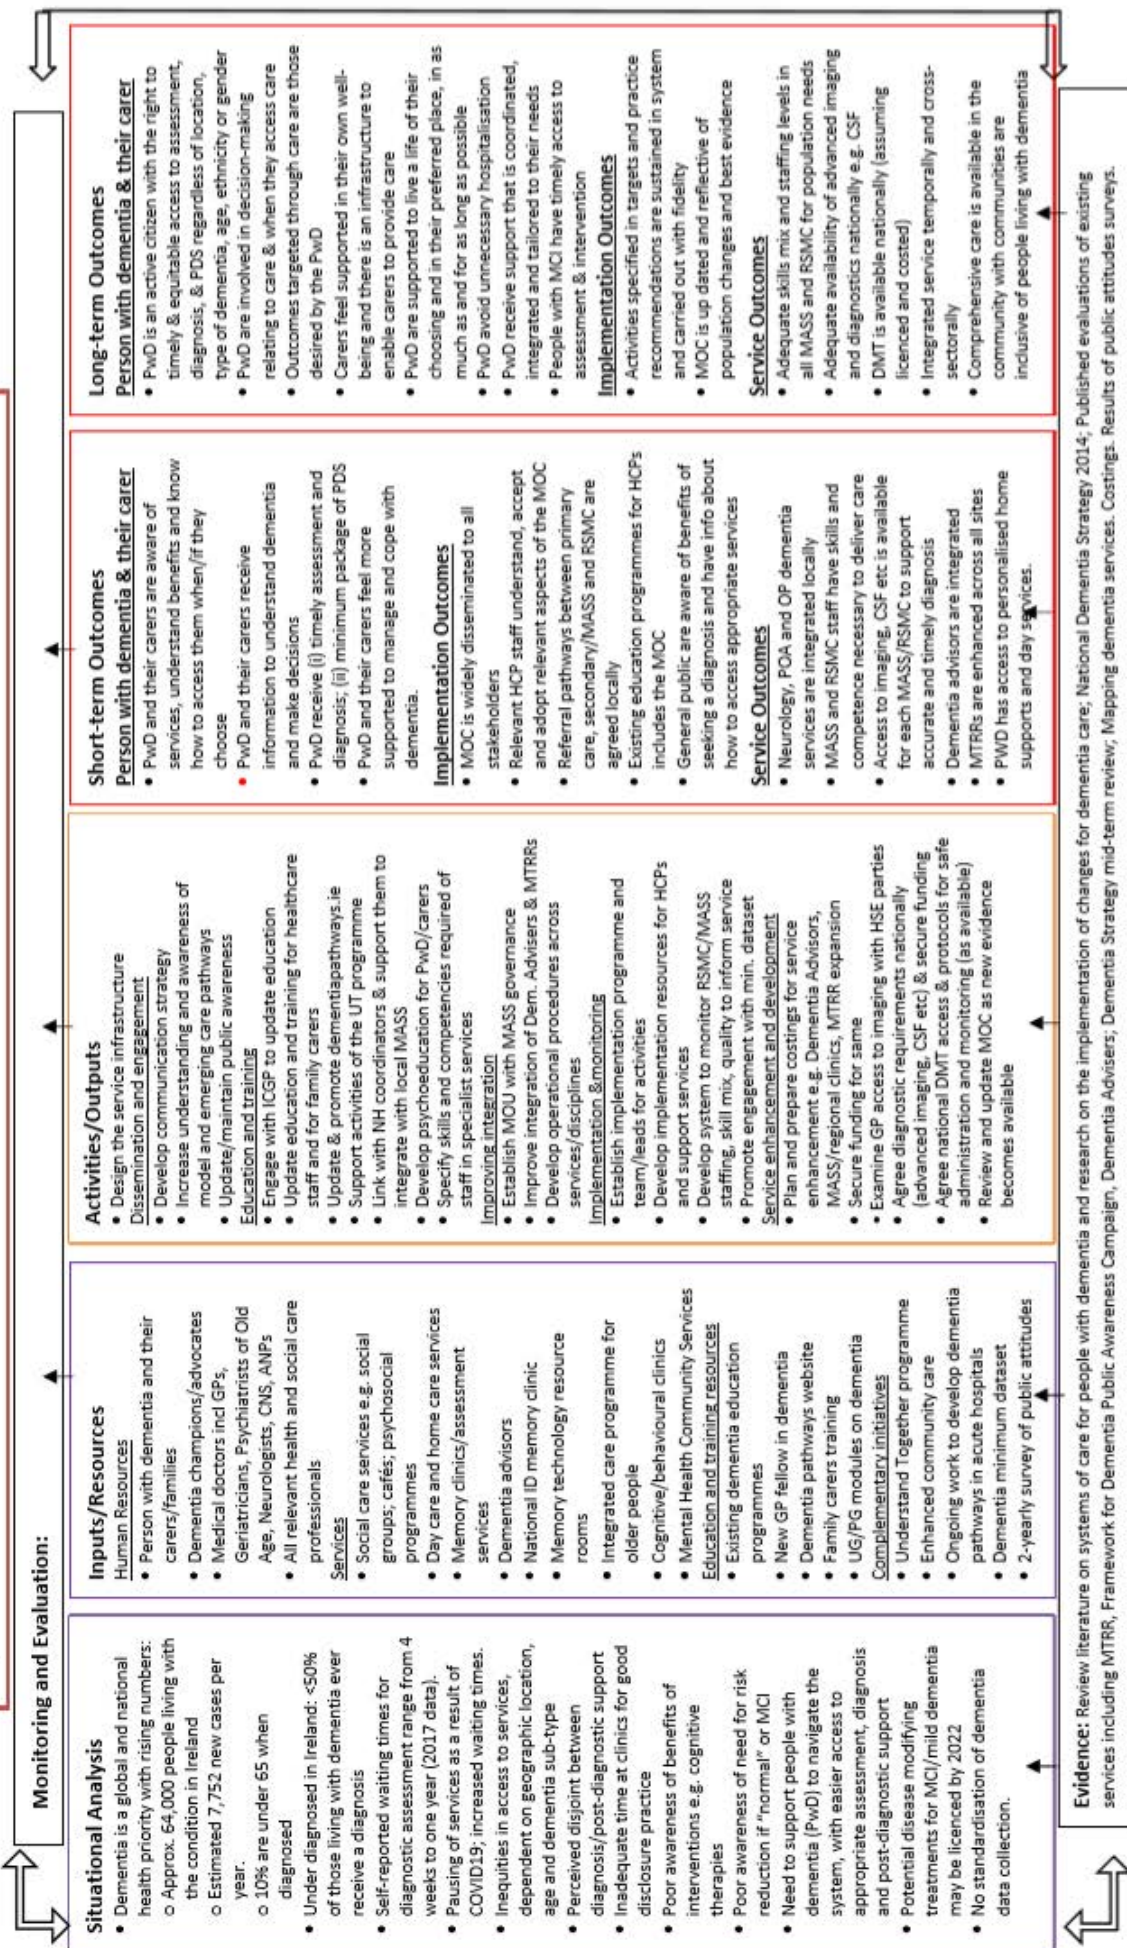 Monitoring and Evaluation:
Situational Analysis
• Dementia is a global and national
health priority with rising numbers:
o Approx. 64,000 people living with
the condition in Ireland
o Estimated 7,752 new cases per
year.
o 10% are under 65 when
diagnosed
• Under diagnosed in Ireland: <50%
of those living with dementia ever
receive a diagnosis
• Self-reported waiting times for
diagnostic assessment range from 4
weeks to one year (2017 data).
• Pausing of services as a result of
COVID19; increased waiting times.
• Inequities in access to services,
dependent on geographic location,
age and dementia sub-type
• Perceived disjoint between
diagnosis/post-diagnostic support
• Inadequate time at clinics for good
disclosure practice
• Poor awareness of benefits of
interventions e.g. cognitive
therapies
• Poor awareness of need for risk
reduction if "normal" or MCI
• Need to support people with
dementia (PwD) to navigate the
system, with easier access to
appropriate assessment, diagnosis
and post-diagnostic support
• Potential disease modifying
treatments for MCI/mild dementia
may be licenced by 2022
• No standardisation of dementia
data collection.
Inputs/Resources
Human Resources
• Person with dementia and their
carers/families
• Dementia champions/advocates
• Medical doctors incl GPs,
Geriatricians, Psychiatrists of Old
Age, Neurologists, CNS, ANPs
• All relevant health and social care
professionals
Services
• Social care services e.g. social
groups; cafés; psychosocial
programmes
• Day care and home care services
• Memory clinics/assessment
services
• Dementia advisors
• National ID memory clinic
• Memory technology resource
rooms
• Integrated care programme for
older people
• Cognitive/behavioural clinics
• Mental Health Community Services
Education and training resources
• Existing dementia education
programmes
• New GP fellow in dementia
• Dementia pathways website
• Family carers training
• UG/PG modules on dementia
Complementary initiatives
• Understand Together programme
• Enhanced community care
• Ongoing work to develop dementia
pathways in acute hospitals
• Dementia minimum dataset
• 2-yearly survey of public attitudes
Activities/Outputs
• Design the service infrastructure
Dissemination and engagement
• Develop communication strategy
• Increase understanding and awareness of
model and emerging care pathways
• Update/maintain public awareness
Education and training
• Engage with ICGP to update education
• Update education and training for healthcare
staff and for family carers
• Update & promote dementiapathways.ie
• Support activities of the UT programme
• Link with NH coordinators & support them to
integrate with local MASS
• Develop psychoeducation for PwD/carers
• Specify skills and competencies required of
staff in specialist services
Improving integration
• Establish MOU with MASS governance
• Improve integration of Dem. Advisers & MTRRs
• Develop operational procedures across
services/disciplines
Implementation &monitoring
• Establish implementation programme and
team/leads for activities
• Develop implementation resources for HCPs
and support services
• Develop system to monitor RSMC/MASS
staffing, skill mix, quality to inform service
• Promote engagement with min. dataset
Service enhancement and development
• Plan and prepare costings for service
enhancement e.g. Dementia Advisors,
MASS/regional clinics, MTRR expansion
• Secure funding for same
• Examine GP access to imaging with HSE parties
• Agree diagnostic requirements nationally
(advanced imaging, CSF etc) & secure funding
• Agree national DMT access & protocols for safe
administration and monitoring (as available)
• Review and update MOC as new evidence
becomes available
Short-term Outcomes
Person with dementia & their carer
• PwD and their carers are aware of
services, understand benefits and know
how to access them when/if they
choose
• PwD and their carers receive
information to understand dementia
and make decisions
• PwD receive (i) timely assessment and
diagnosis; (ii) minimum package of PDS
• PwD and their carers feel more
supported to manage and cope with
dementia.
Implementation Outcomes
• MOC is widely disseminated to all
stakeholders
• Relevant HCP staff understand, accept
and adopt relevant aspects of the MOC
• Referral pathways between primary
care, secondary/MASS and RSMC are
agreed locally
• Existing education programmes for HCPs
includes the MOC
• General public are aware of benefits of
seeking a diagnosis and have info about
how to access appropriate services
Service Outcomes
• Neurology, POA and OP dementia
services are integrated locally
• MASS and RSMC staff have skills and
competence necessary to deliver care
• Access to imaging, CSF etc is available
for each MASS/RSMC to support
accurate and timely diagnosis
• Dementia advisors are integrated
• MTRRs are enhanced across all sites
• PWD has access to personalised home
supports and day services.
Long-term Outcomes
Person with dementia & their carer
• PwD is an active citizen with the right to
timely & equitable access to assessment,
diagnosis, & PDS regardless of location,
type of dementia, age, ethnicity or gender
• PwD are involved in decision-making
relating to care & when they access care
• Outcomes targeted through care are those
desired by the PwD
• Carers feel supported in their own well-
being and there is an infrastructure to
enable carers to provide care
• PwD are supported to live a life of their
choosing and in their preferred place, in as
much as and for as long as possible
• PwD avoid unnecessary hospitalisation
• PwD receive support that is coordinated,
integrated and tailored to their needs
• People with MCI have timely access to
assessment & intervention
Implementation Outcomes
• Activities specified in targets and practice
recommendations are sustained in system
and carried out with fidelity
• MOC is up dated and reflective of
population changes and best evidence
Service Outcomes
• Adequate skills mix and staffing levels in
all MASS and RSMC for population needs
• Adequate availability of advanced imaging
and diagnostics nationally e.g. CSF
• DMT is available nationally (assuming
licenced and costed)
• Integrated service temporally and cross-
sectorally
• Comprehensive care is available in the
community with communities are
inclusive of people living with dementia
Evidence: Review literature on systems of care for people with dementia and research on the implementation of changes for dementia care; National Dementia Strategy 2014; Published evaluations of existing
services including MTRR, Framework for Dementia Public Awareness Campaign, Dementia Advisers; Dementia Strategy mid-term review; Mapping dementia services. Costings. Results of public attitudes surveys.